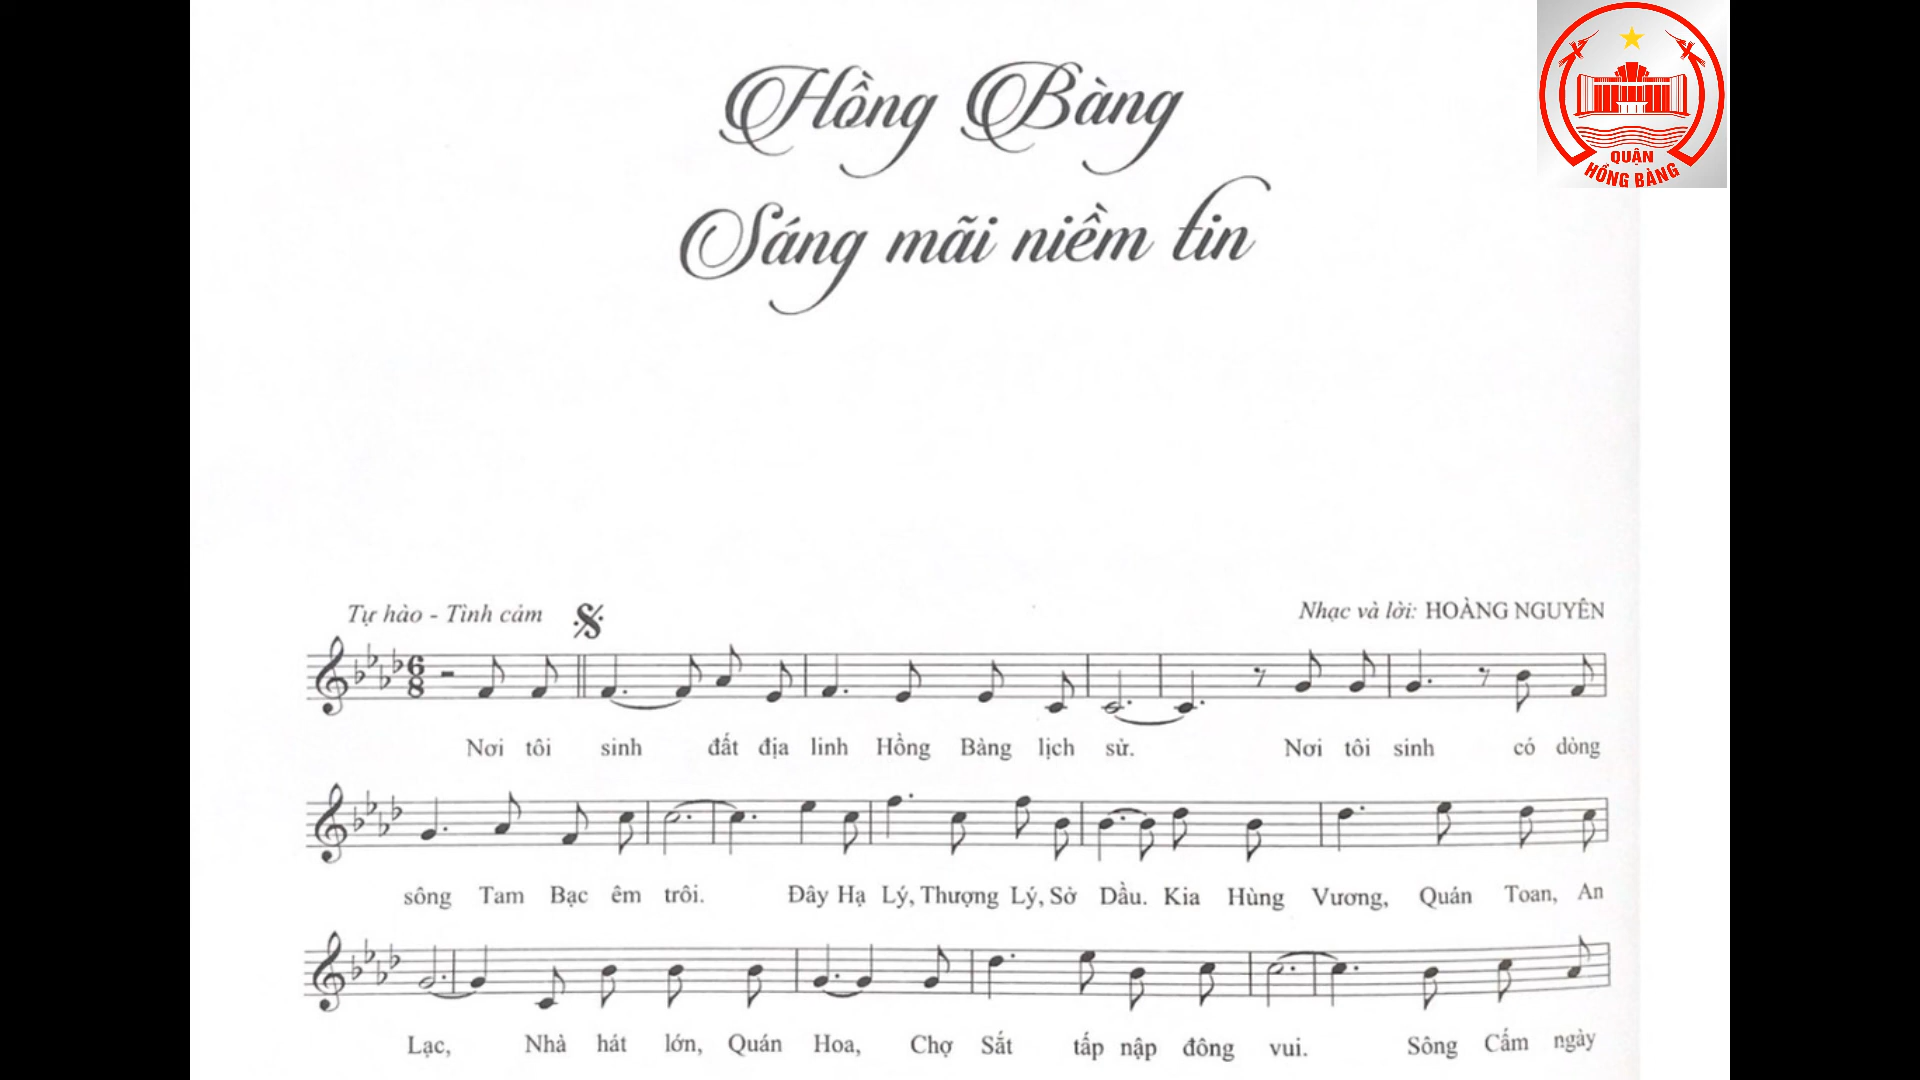 Hồng Bàng
Sáng mãi niềm tin
QUẬN
HỒNG BÀNG
Tự hào - Tình cảm
Nhạc và lời: HOÀNG NGUYÊN
6
8
Nơi tôi sinh đất địa linh Hồng Bàng lịch sử. Nơi tôi sinh có dòng
sông Tam Bạc êm trôi. Đây Hạ Lý, Thượng Lý, Sở Dầu. Kia Hùng Vương, Quán Toan, An
Lạc, Nhà hát lớn, Quán Hoa, Chợ Sắt tấp nập đông vui. Sông Cấm ngày